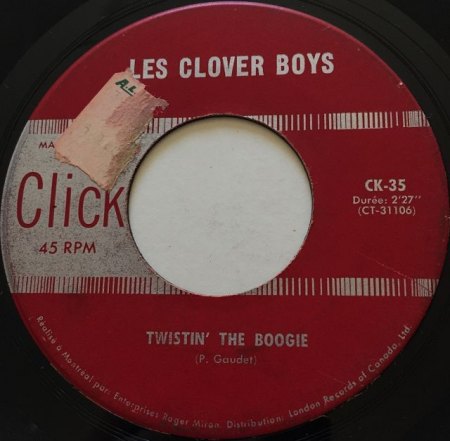 LES CLOVER BOYS
A.L.
MA
Click
45 RPM
CK-35
Durée: 2'27"
(CT-31106)
TWISTIN' THE BOOGIE
(P. Gaudet)
Réalisé à Montréal par: Enterprises Roger Miron. Distribution: London Records of Canada, Ltd.